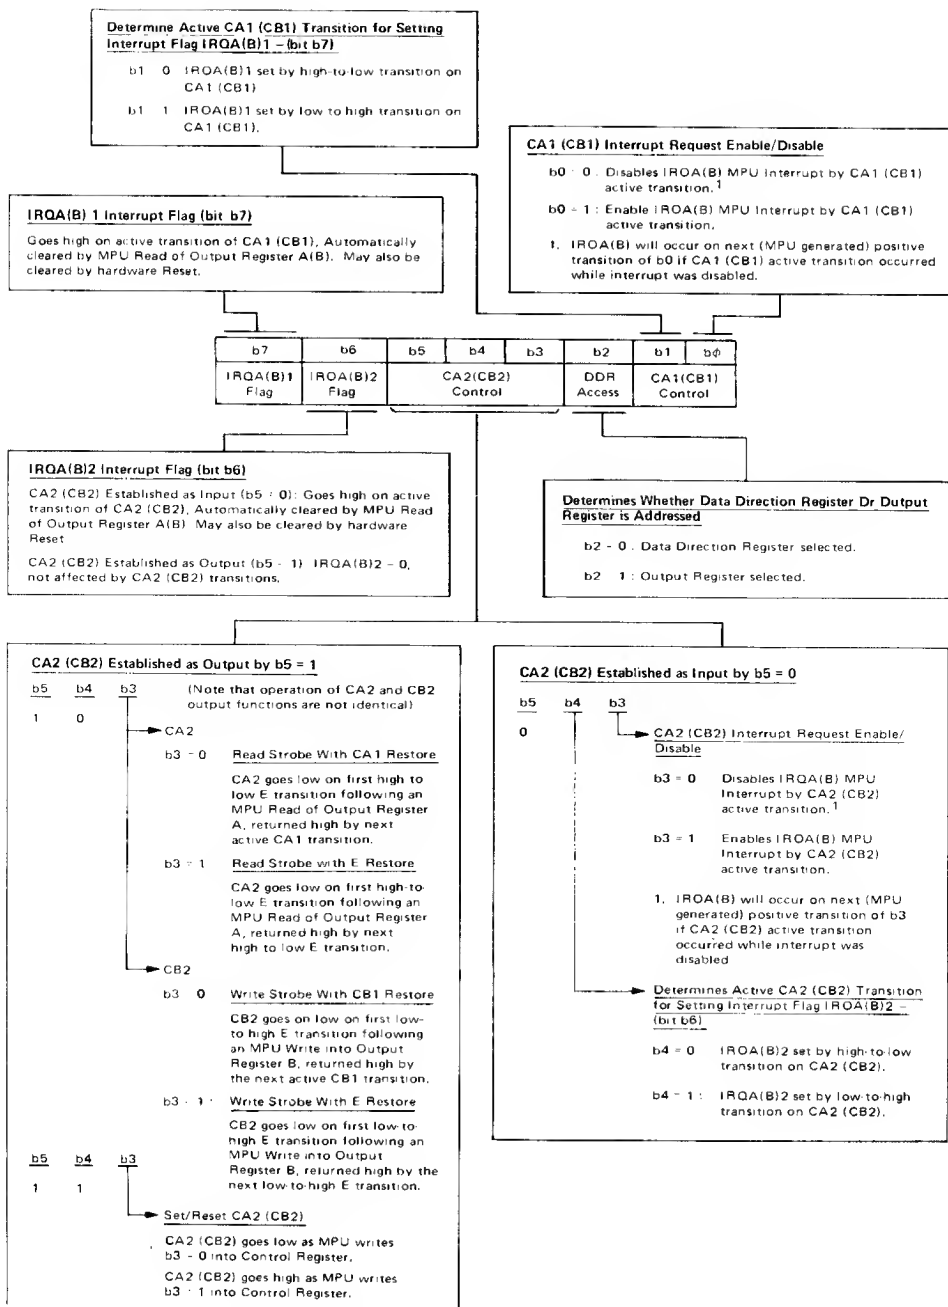 Determine Active CA1 (CB1) Transition for Setting
Interrupt Flag IRQA(B)1 – (bit b7)
b1 0 IRQA(B)1 set by high-to-low transition on
CA1 (CB1)
b1 1 IRQA(B)1 set by low to high transition on
CA1 (CB1).
CA1 (CB1) Interrupt Request Enable/Disable
b0 0 . Disables IRQA(B) MPU Interrupt by CA1 (CB1)
active transition.1
b0 = 1 : Enable IRQA(B) MPU Interrupt by CA1 (CB1)
active transition.
1. IRQA(B) will occur on next (MPU generated) positive
transition of b0 if CA1 (CB1) active transition occurred
while interrupt was disabled.
IRQA(B) 1 Interrupt Flag (bit b7)
Goes high on active transition of CA1 (CB1), Automatically
cleared by MPU Read of Output Register A(B). May also be
cleared by hardware Reset.
b7 b6 b5 b4 b3 b2 b1 bφ
IRQA(B)1 IRQA(B)2 CA2(CB2) DDR CA1(CB1)
Flag Flag Control Access Control
IRQA(B)2 Interrupt Flag (bit b6)
CA2 (CB2) Established as Input (b5 = 0): Goes high on active
transition of CA2 (CB2), Automatically cleared by MPU Read
of Output Register A(B) May also be cleared by hardware
Reset
CA2 (CB2) Established as Output (b5 - 1) IRQA(B)2 - 0,
not affected by CA2 (CB2) transitions.
Determines Whether Data Direction Register Dr Dutput
Register is Addressed
b2 - 0 . Data Direction Register selected.
b2 1 : Output Register selected.
CA2 (CB2) Established as Output by b5 = 1
b5 b4 b3 (Note that operation of CA2 and CB2
output functions are not identical)
1 0
CA2
b3 = 0 Read Strobe With CA1 Restore
CA2 goes low on first high to
low E transition following an
MPU Read of Output Register
A, returned high by next
active CA1 transition.
b3 = 1 Read Strobe with E Restore
CA2 goes low on first high-to-
low E transition following an
MPU Read of Output Register
A, returned high by next
high to low E transition.
CB2
b3 0 Write Strobe With CB1 Restore
CB2 goes on low on first low-
to high E transition following
an MPU Write into Output
Register B, returned high by
the next active CB1 transition.
b3 - 1 : Write Strobe With E Restore
CB2 goes low on first low-to-
high E transition following an
MPU Write into Output
Register B, returned high by the
next low-to-high E transition.
b5 b4 b3
1 1
Set/Reset CA2 (CB2)
CA2 (CB2) goes low as MPU writes
b3 - 0 into Control Register.
CA2 (CB2) goes high as MPU writes
b3 - 1 into Control Register.
CA2 (CB2) Established as Input by b5 = 0
b5 b4 b3
0
CA2 (CB2) Interrupt Request Enable/
Disable
b3 = 0 Disables IRQA(B) MPU
Interrupt by CA2 (CB2)
active transition.1
b3 = 1 Enables IRQA(B) MPU
Interrupt by CA2 (CB2)
active transition.
1. IRQA(B) will occur on next (MPU
generated) positive transition of b3
if CA2 (CB2) active transition
occurred while interrupt was
disabled
Determines Active CA2 (CB2) Transition
for Setting Interrupt Flag IRQA(B)2 –
(bit b6)
b4 = 0 IRQA(B)2 set by high-to-low
transition on CA2 (CB2).
b4 = 1 : IRQA(B)2 set by low-to-high
transition on CA2 (CB2).